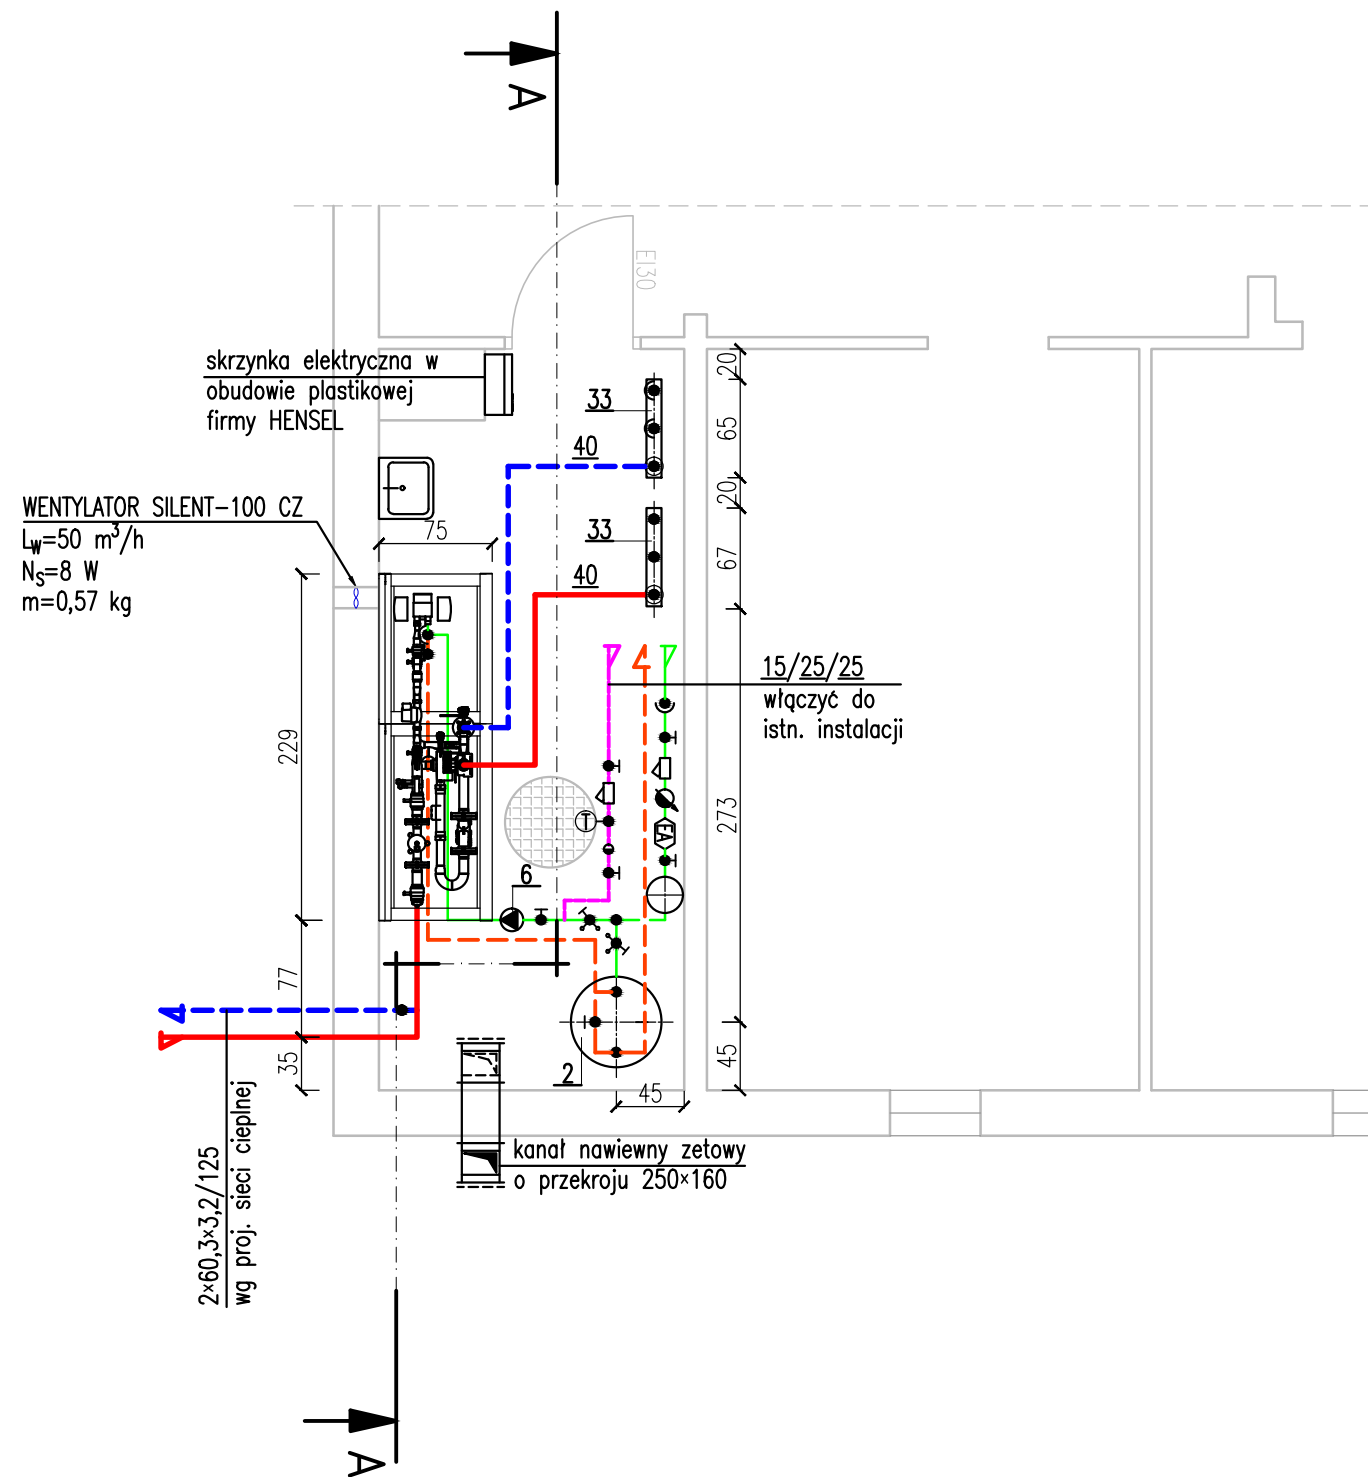 A
EI30
skrzynka elektryczna w
obudowie plastikowej
firmy HENSEL
33
40
20
65
20
67
WENTYLATOR SILENT-100 CZ
Lw=50 m³/h
Ns=8 W
m=0,57 kg
75
33
40
15/25/25
włączyć do
istn. instalacji
229
273
T
EA
6
77
35
2
45
45
2×60,3×3,2/125
wg proj. sieci cieplnej
kanał nawiewny zetowy
o przekroju 250×160
A